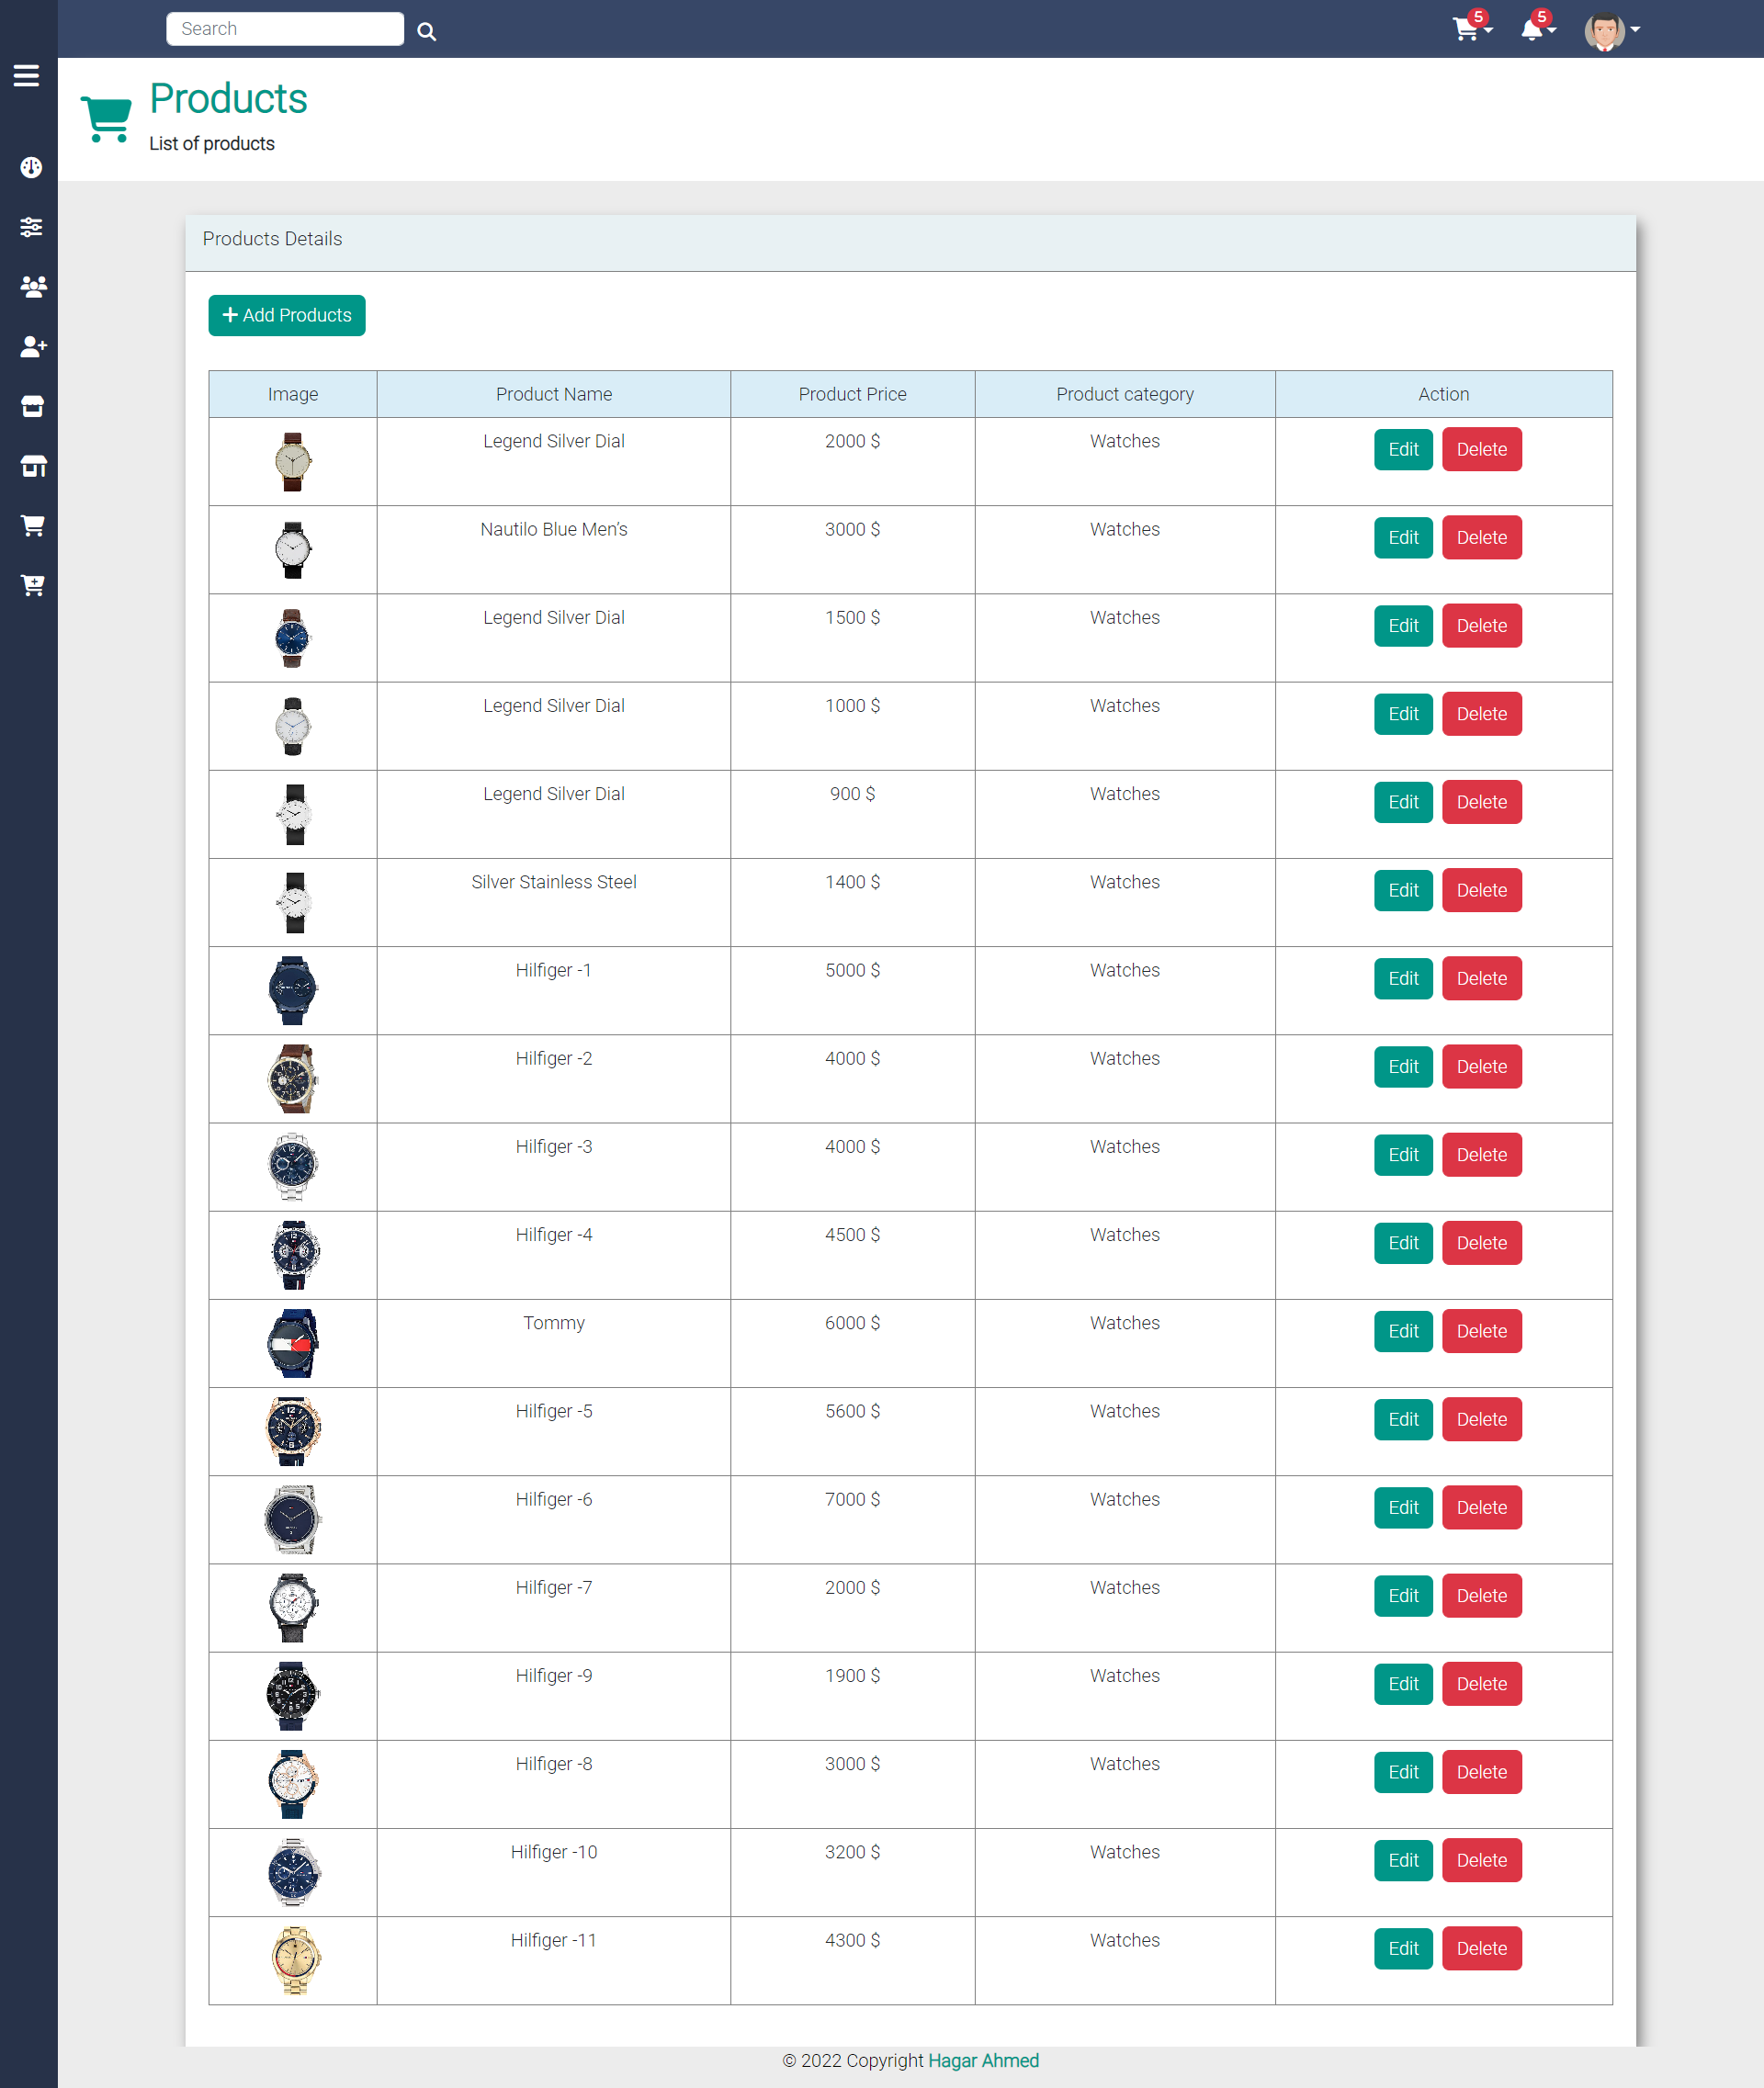 Search
5
5
Products
List of products
Products Details
Add Products
Image Product Name Product Price Product category Action
Legend Silver Dial 2000 $ Watches Edit Delete
Nautilo Blue Men's 3000 $ Watches Edit Delete
Legend Silver Dial 1500 $ Watches Edit Delete
Legend Silver Dial 1000 $ Watches Edit Delete
Legend Silver Dial 900 $ Watches Edit Delete
Silver Stainless Steel 1400 $ Watches Edit Delete
Hilfiger -1 5000 $ Watches Edit Delete
Hilfiger -2 4000 $ Watches Edit Delete
Hilfiger -3 4000 $ Watches Edit Delete
Hilfiger -4 4500 $ Watches Edit Delete
Tommy 6000 $ Watches Edit Delete
Hilfiger -5 5600 $ Watches Edit Delete
Hilfiger -6 7000 $ Watches Edit Delete
Hilfiger -7 2000 $ Watches Edit Delete
Hilfiger -9 1900 $ Watches Edit Delete
Hilfiger -8 3000 $ Watches Edit Delete
Hilfiger -10 3200 $ Watches Edit Delete
Hilfiger -11 4300 $ Watches Edit Delete
© 2022 Copyright Hagar Ahmed